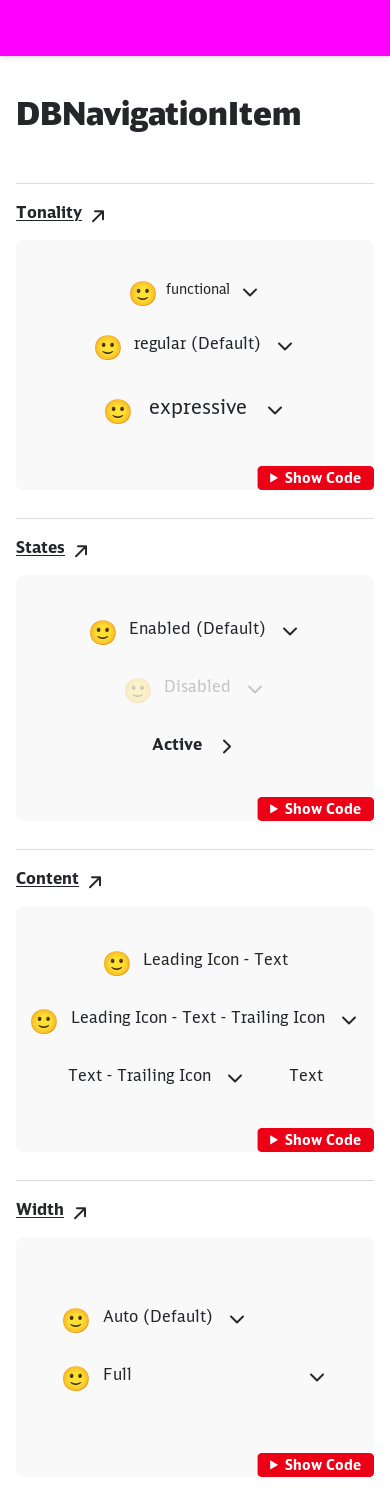 DBNavigationItem
Tonality
functional
regular (Default)
expressive
Show Code
States
Enabled (Default)
Disabled
Active
Show Code
Content
Leading Icon - Text
Leading Icon - Text - Trailing Icon
Text - Trailing Icon Text
Show Code
Width
Auto (Default)
Full
Show Code